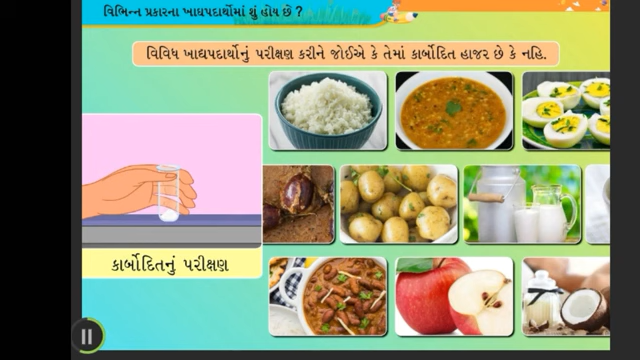 વિભિન્ન પ્રકારના ખાદ્યપદાર્થોમાં શું હોય છે ?
વિવિધ ખાદ્યપદાર્થોનું પરીક્ષણ કરીને જોઈએ કે તેમાં કાર્બોદિત હાજર છે કે નહિ.
કાર્બોદિતનું પરીક્ષણ